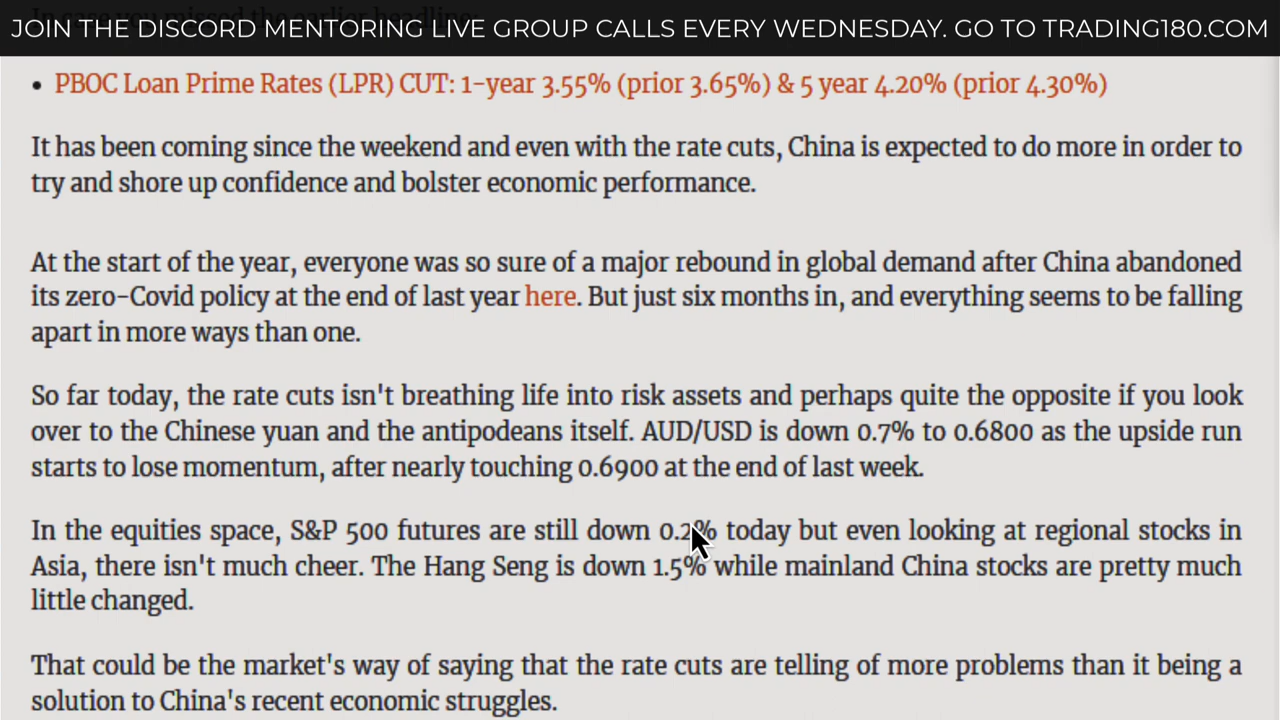 In case you missed the earlier headline:
JOIN THE DISCORD MENTORING LIVE GROUP CALLS EVERY WEDNESDAY. GO TO TRADING180.COM
• PBOC Loan Prime Rates (LPR) CUT: 1-year 3.55% (prior 3.65%) & 5 year 4.20% (prior 4.30%)
It has been coming since the weekend and even with the rate cuts, China is expected to do more in order to
try and shore up confidence and bolster economic performance.
At the start of the year, everyone was so sure of a major rebound in global demand after China abandoned
its zero-Covid policy at the end of last year here. But just six months in, and everything seems to be falling
apart in more ways than one.
So far today, the rate cuts isn't breathing life into risk assets and perhaps quite the opposite if you look
over to the Chinese yuan and the antipodeans itself. AUD/USD is down 0.7% to 0.6800 as the upside run
starts to lose momentum, after nearly touching 0.6900 at the end of last week.
In the equities space, S&P 500 futures are still down 0.2% today but even looking at regional stocks in
Asia, there isn't much cheer. The Hang Seng is down 1.5% while mainland China stocks are pretty much
little changed.
That could be the market's way of saying that the rate cuts are telling of more problems than it being a
solution to China's recent economic struggles.